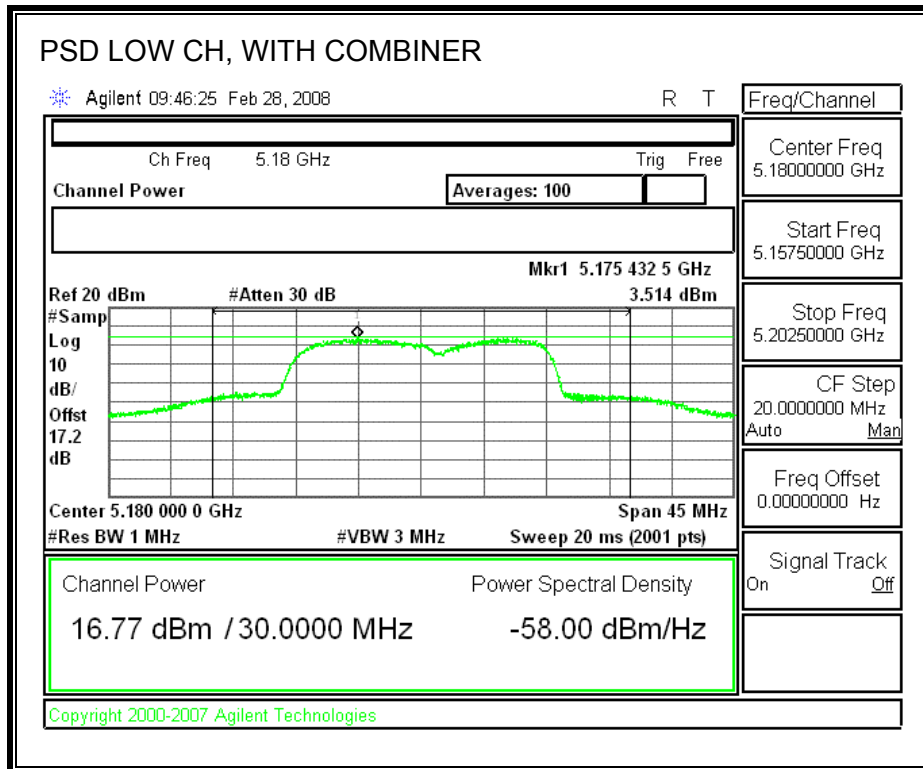 PSD LOW CH, WITH COMBINER
Agilent 09:46:25 Feb 28, 2008 R T
Freq/Channel
Ch Freq 5.18 GHz Trig Free
Channel Power Averages: 100
Mkr1 5.175 432 5 GHz
Ref 20 dBm #Atten 30 dB 3.514 dBm
#Samp
Log
10
dB/
Offst
17.2
dB
Center 5.180 000 0 GHz Span 45 MHz
#Res BW 1 MHz #VBW 3 MHz Sweep 20 ms (2001 pts)
Channel Power Power Spectral Density
16.77 dBm / 30.0000 MHz -58.00 dBm/Hz
Center Freq
5.18000000 GHz
Start Freq
5.15750000 GHz
Stop Freq
5.20250000 GHz
CF Step
20.0000000 MHz
Auto Man
Freq Offset
0.00000000 Hz
Signal Track
On Off
Copyright 2000-2007 Agilent Technologies